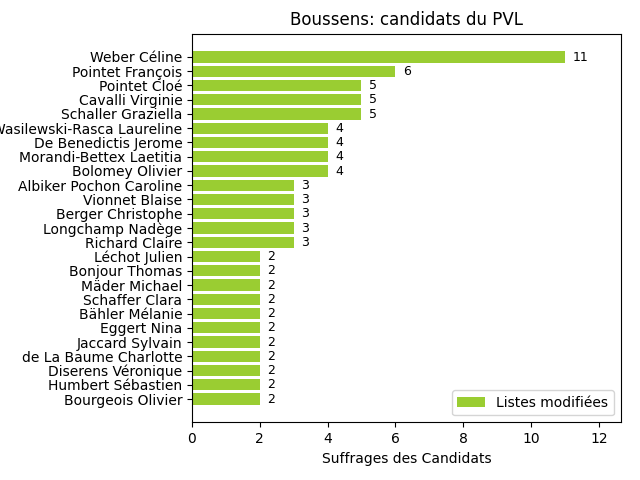 Boussens: candidats du PVL
Weber Céline 11
Pointet François 6
Pointet Cloé 5
Cavalli Virginie 5
Schaller Graziella 5
Wasilewski-Rasca Laureline 4
De Benedictis Jerome 4
Morandi-Bettex Laetitia 4
Bolomey Olivier 4
Albiker Pochon Caroline 3
Vionnet Blaise 3
Berger Christophe 3
Longchamp Nadège 3
Richard Claire 3
Léchot Julien 2
Bonjour Thomas 2
Mäder Michael 2
Schaffer Clara 2
Bähler Mélanie 2
Eggert Nina 2
Jaccard Sylvain 2
de La Baume Charlotte 2
Diserens Véronique 2
Humbert Sébastien 2
Bourgeois Olivier 2
Listes modifiées
0 2 4 6 8 10 12
Suffrages des Candidats